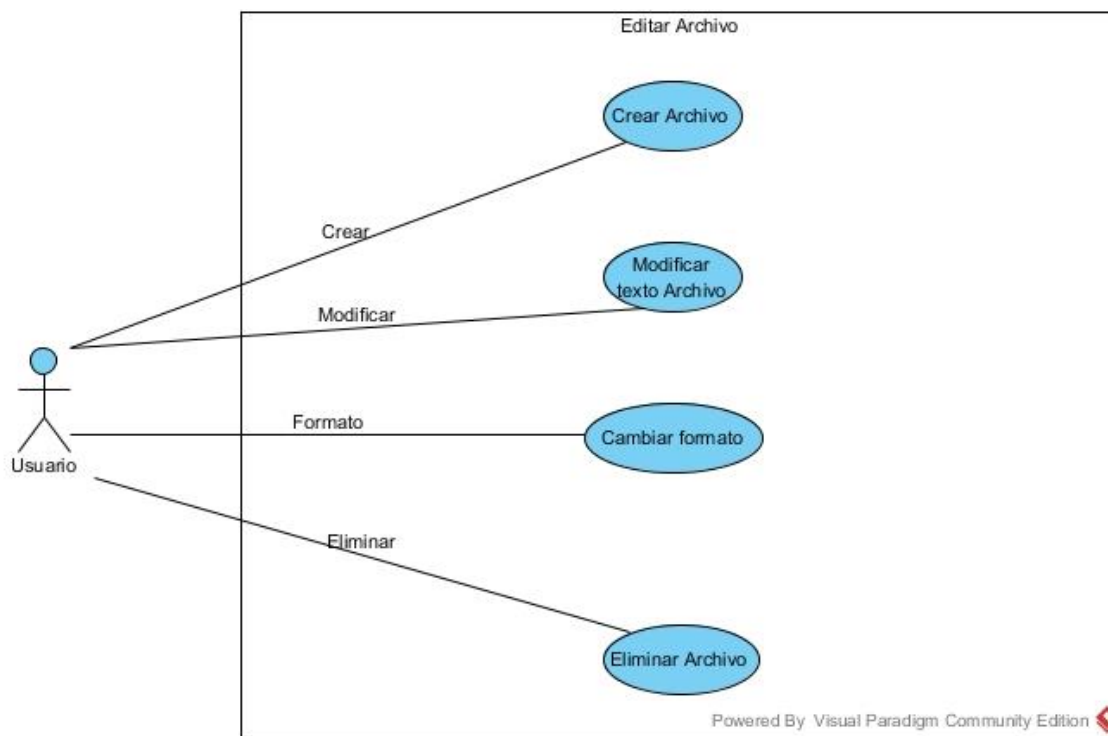 Editar Archivo
Crear Archivo
Crear
Modificar
texto Archivo
Modificar
Formato
Cambiar formato
Usuario
Eliminar
Eliminar Archivo
Powered By Visual Paradigm Community Edition